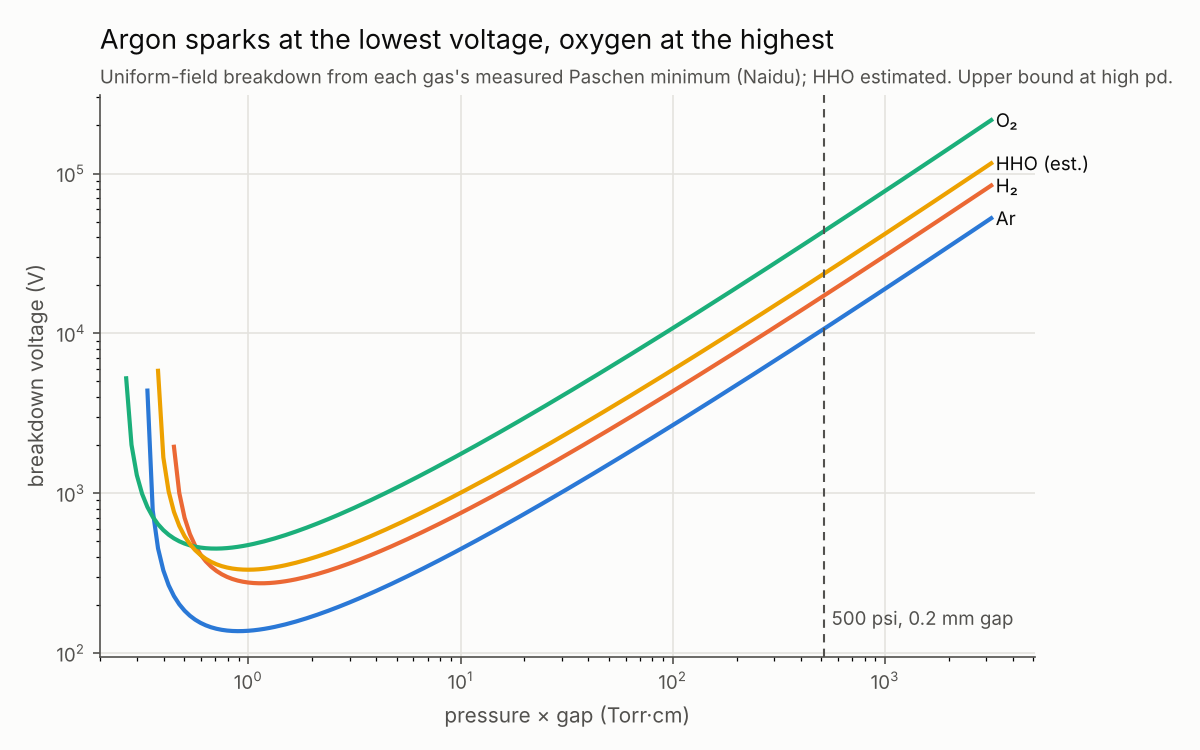 Argon sparks at the lowest voltage, oxygen at the highest
Uniform-field breakdown from each gas's measured Paschen minimum (Naidu); HHO estimated. Upper bound at high pd.
breakdown voltage (V)
10⁵
10⁴
10³
10²
O₂
HHO (est.)
H₂
Ar
500 psi, 0.2 mm gap
10⁰
10¹
10²
10³
pressure × gap (Torr·cm)